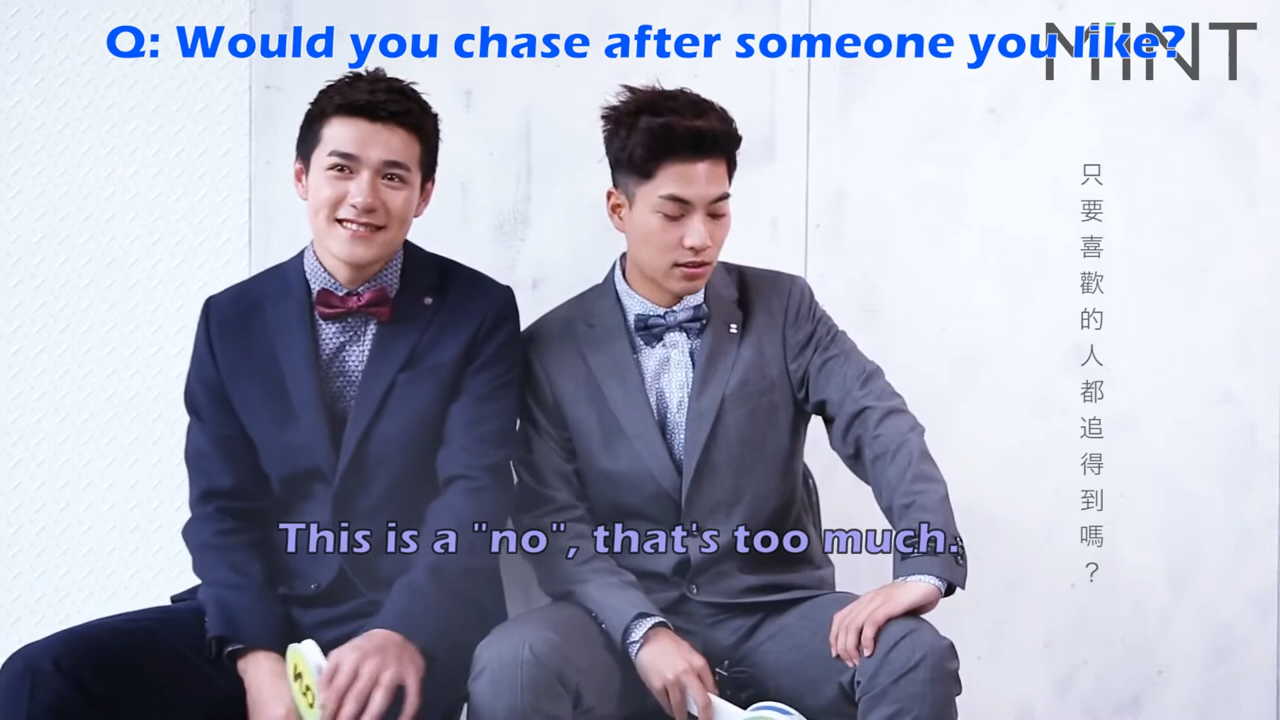 Q: Would you chase after someone you like?
MiNT
只要喜歡的人都追得到嗎？
This is a "no", that's too much.
NO